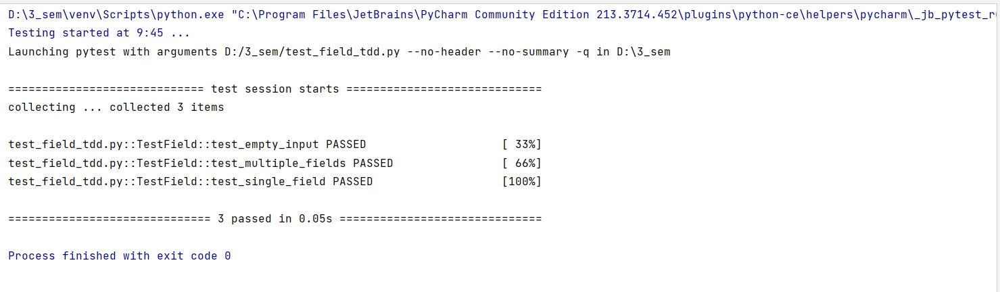 D:\3_sem\venv\Scripts\python.exe "C:\Program Files\JetBrains\PyCharm Community Edition 213.3714.452\plugins\python-ce\helpers\pycharm\_jb_pytest_r
Testing started at 9:45 ...
Launching pytest with arguments D:/3_sem/test_field_tdd.py --no-header --no-summary -q in D:\3_sem
============================= test session starts =============================
collecting ... collected 3 items
test_field_tdd.py::TestField::test_empty_input PASSED                    [ 33%]
test_field_tdd.py::TestField::test_multiple_fields PASSED                [ 66%]
test_field_tdd.py::TestField::test_single_field PASSED                   [100%]
============================== 3 passed in 0.05s ==============================
Process finished with exit code 0